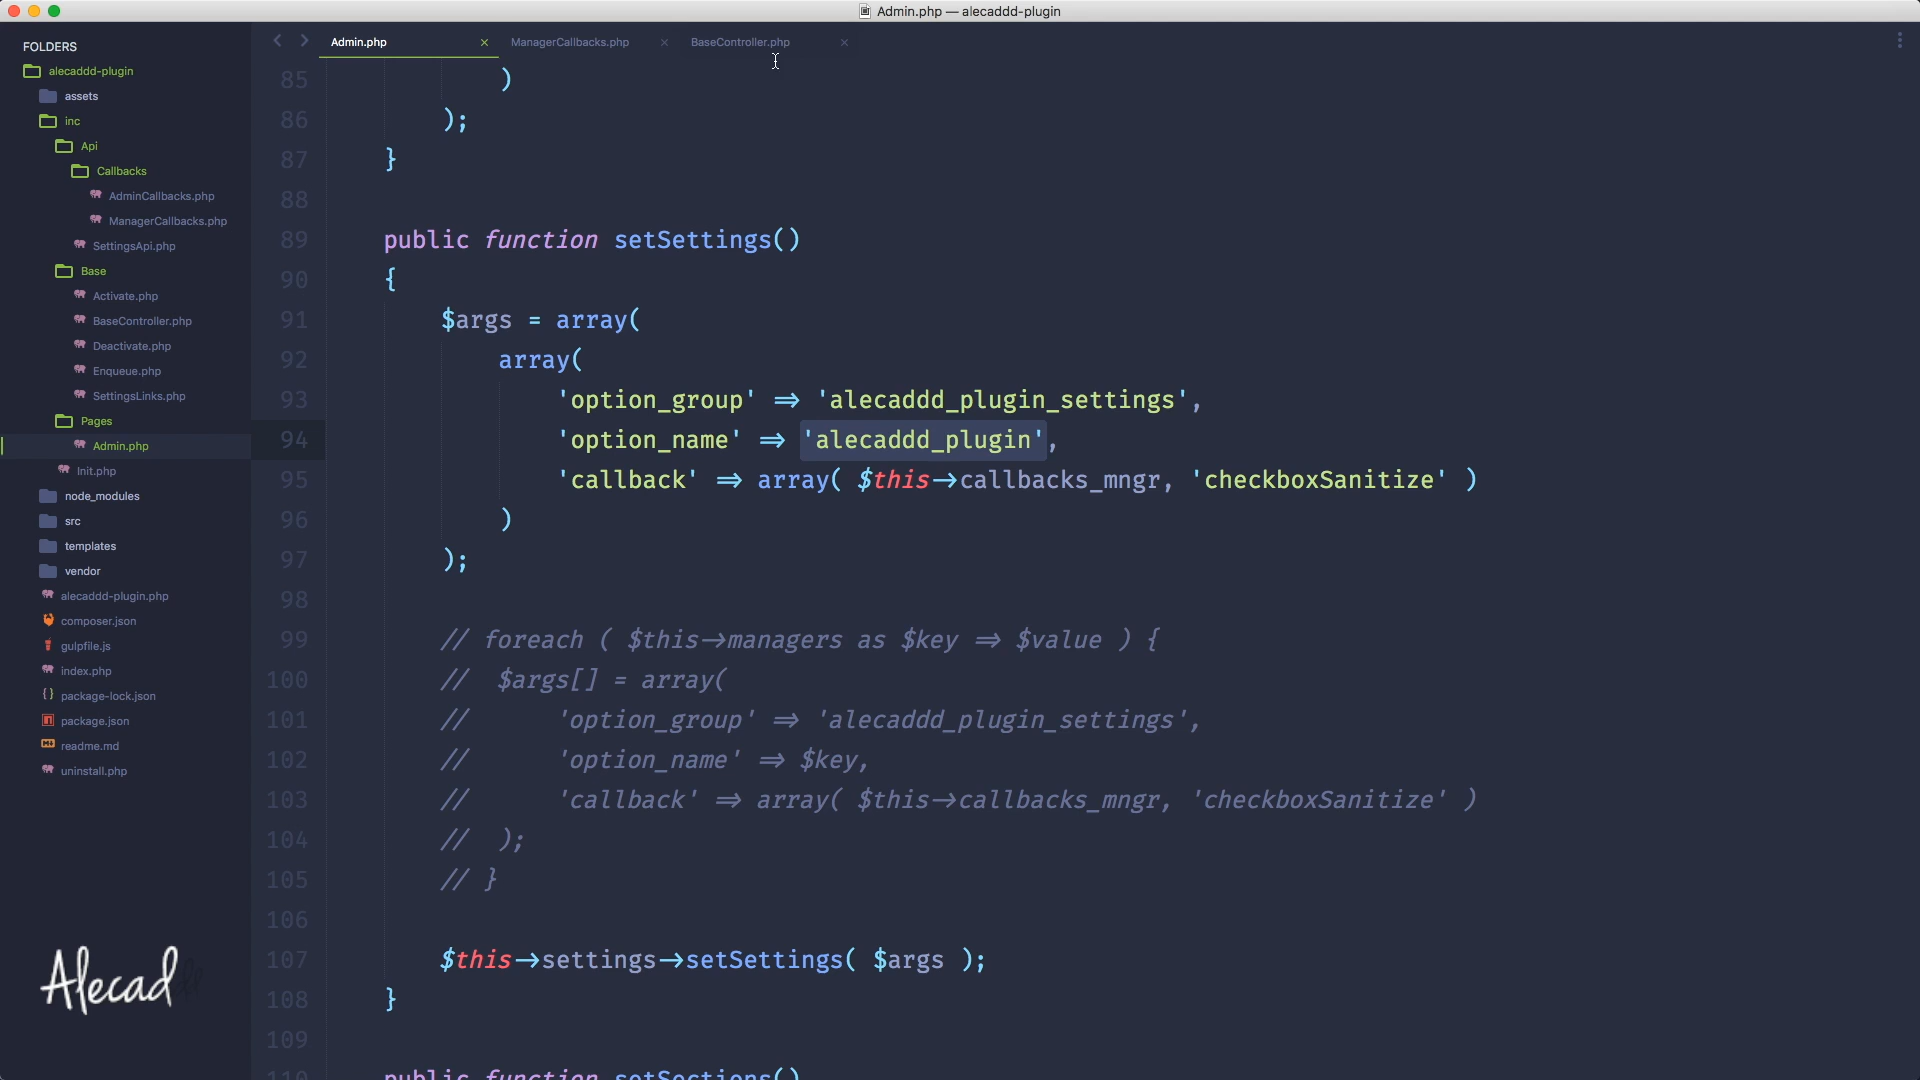 Admin.php — alecaddd-plugin
FOLDERS
alecaddd-plugin
assets
inc
Api
Callbacks
AdminCallbacks.php
ManagerCallbacks.php
SettingsApi.php
Base
Activate.php
BaseController.php
Deactivate.php
Enqueue.php
SettingsLinks.php
Pages
Admin.php
Init.php
node_modules
src
templates
vendor
alecaddd-plugin.php
composer.json
gulpfile.js
index.php
package-lock.json
package.json
readme.md
uninstall.php
Alecad
Admin.php ManagerCallbacks.php BaseController.php
85 )
86 );
87 }
88
89 public function setSettings()
90 {
91 $args = array(
92 array(
93 'option_group' => 'alecaddd_plugin_settings',
94 'option_name' => 'alecaddd_plugin',
95 'callback' => array( $this->callbacks_mngr, 'checkboxSanitize' )
96 )
97 );
98
99 // foreach ( $this->managers as $key => $value ) {
100 // $args[] = array(
101 // 'option_group' => 'alecaddd_plugin_settings',
102 // 'option_name' => $key,
103 // 'callback' => array( $this->callbacks_mngr, 'checkboxSanitize' )
104 // );
105 // }
106
107 $this->settings->setSettings( $args );
108 }
109
110 public function setSections()